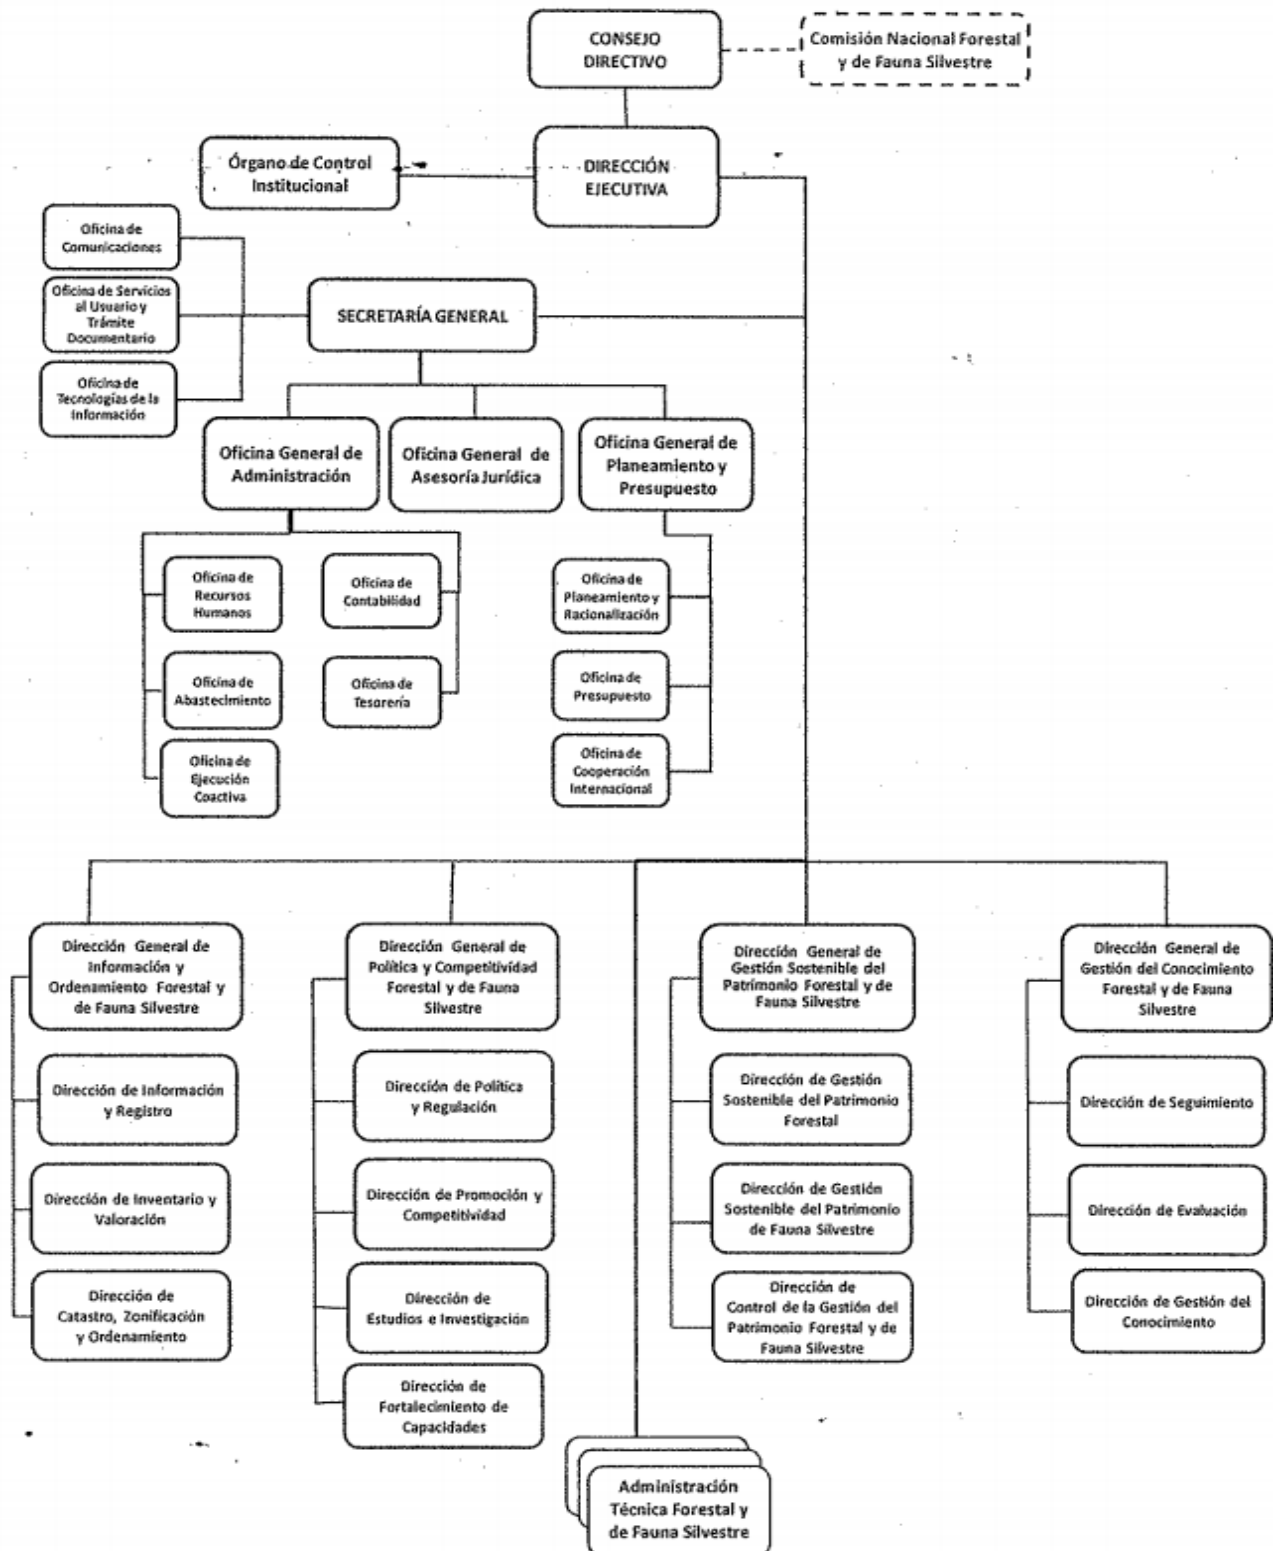 CONSEJO
DIRECTIVO
Comisión Nacional Forestal
y de Fauna Silvestre
Órgano de Control
Institucional
DIRECCIÓN
EJECUTIVA
Oficina de
Comunicaciones
Oficina de Servicios
al Usuario y
Trámite
Documentario
Oficina de
Tecnologías de la
Información
SECRETARÍA GENERAL
Oficina General de
Administración
Oficina General de
Asesoría Jurídica
Oficina General de
Planeamiento y
Presupuesto
Oficina de
Recursos
Humanos
Oficina de
Contabilidad
Oficina de
Planeamiento y
Racionalización
Oficina de
Abastecimiento
Oficina de
Tesorería
Oficina de
Presupuesto
Oficina de
Ejecución
Coactiva
Oficina de
Cooperación
Internacional
Dirección General de
Información y
Ordenamiento Forestal y
de Fauna Silvestre
Dirección General de
Política y Competitividad
Forestal y de Fauna
Silvestre
Dirección General de
Gestión Sostenible del
Patrimonio Forestal y de
Fauna Silvestre
Dirección General de
Gestión del Conocimiento
Forestal y de Fauna
Silvestre
Dirección de Información
y Registro
Dirección de Política
y Regulación
Dirección de Gestión
Sostenible del Patrimonio
Forestal
Dirección de Seguimiento
Dirección de Inventario y
Valoración
Dirección de Promoción y
Competitividad
Dirección de Gestión
Sostenible del Patrimonio
de Fauna Silvestre
Dirección de Evaluación
Dirección de
Catastro, Zonificación
y Ordenamiento
Dirección de
Estudios e Investigación
Dirección de
Control de la Gestión del
Patrimonio Forestal y de
Fauna Silvestre
Dirección de Gestión del
Conocimiento
Dirección de
Fortalecimiento de
Capacidades
Administración
Técnica Forestal y
de Fauna Silvestre